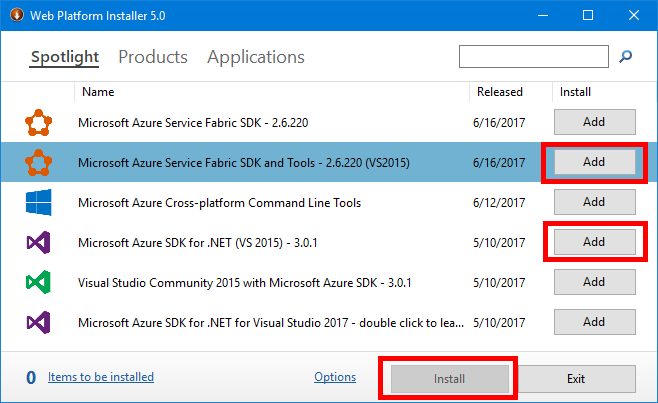 Web Platform Installer 5.0
Spotlight Products Applications
Name Released Install
Microsoft Azure Service Fabric SDK - 2.6.220 6/16/2017 Add
Microsoft Azure Service Fabric SDK and Tools - 2.6.220 (VS2015) 6/16/2017 Add
Microsoft Azure Cross-platform Command Line Tools 6/12/2017 Add
Microsoft Azure SDK for .NET (VS 2015) - 3.0.1 5/10/2017 Add
Visual Studio Community 2015 with Microsoft Azure SDK - 3.0.1 5/10/2017 Add
Microsoft Azure SDK for .NET for Visual Studio 2017 - double click to lea... 5/10/2017 Add
0 Items to be installed Options Install Exit